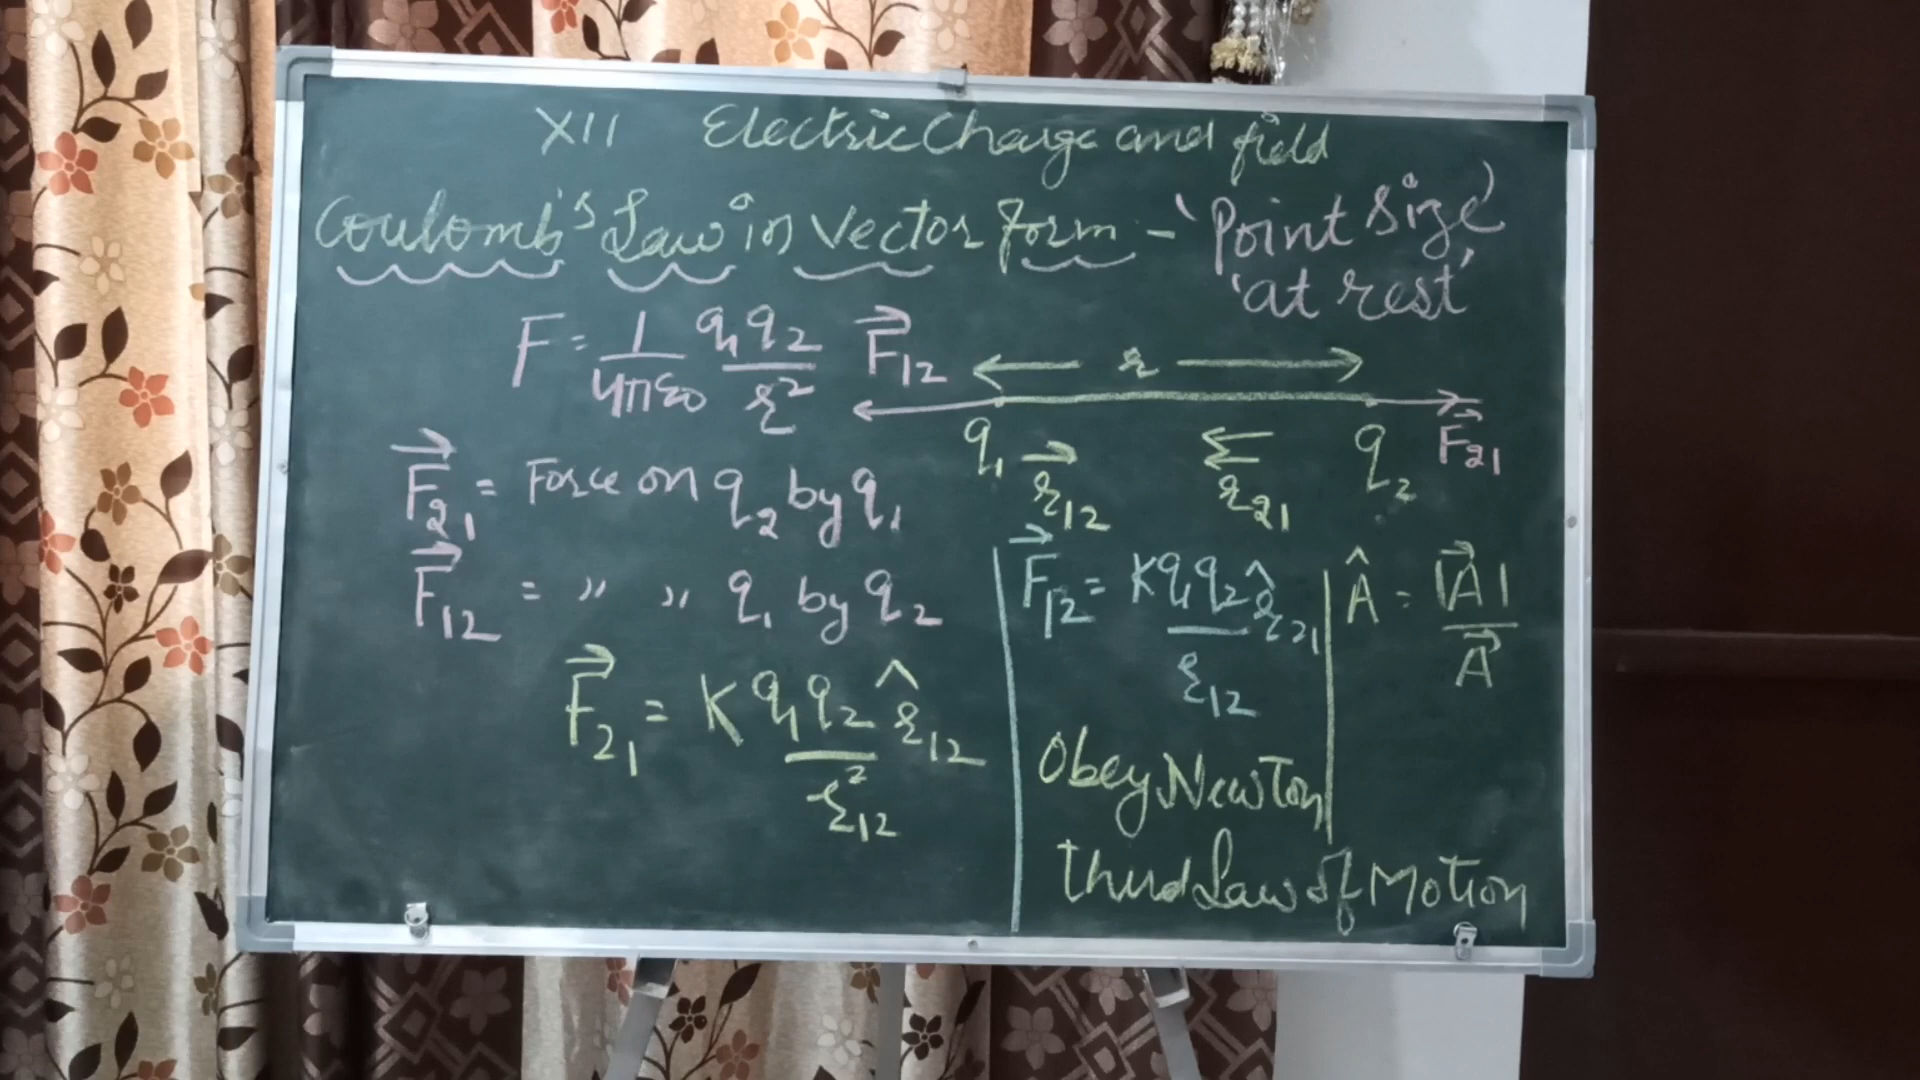 XII Electric Charge and field
Coulomb's Law in Vector form - 'Point Size'
'at rest'
F = 1/4πε0 q1q2/r² F⃗12
r
q1 q2 F⃗21
r⃗12 r⃗21
F⃗21 = Force on q2 by q1
F⃗12 = " " q1 by q2
F⃗21 = K q1q2/r²12 r̂12
F⃗12 = K q1q2/r12 r̂21
Obey Newton
third Law of Motion
Â = |A⃗|/A⃗